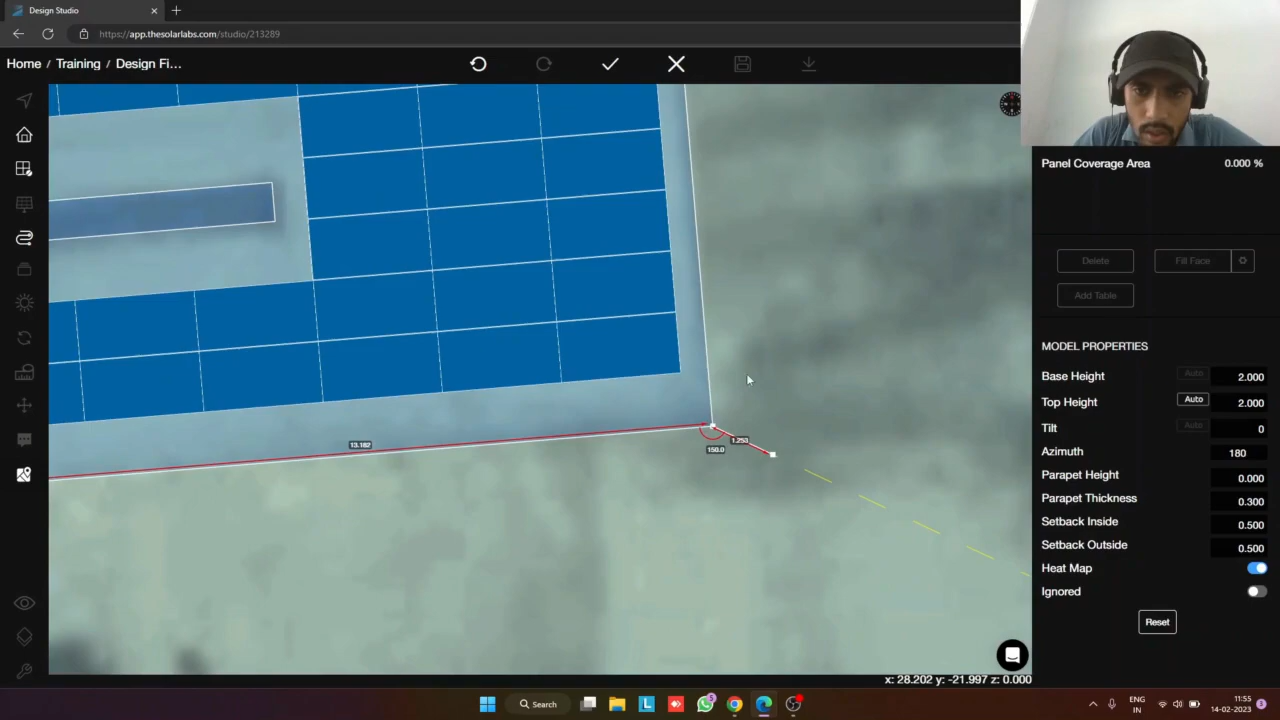 Design Studio
https://app.thesolarlabs.com/studio/213289
Home / Training / Design Fi...
Panel Coverage Area 0.000 %
Delete
Fill Face
Add Table
MODEL PROPERTIES
Base Height Auto 2.000
Top Height Auto 2.000
Tilt Auto 0
Azimuth 180
Parapet Height 0.000
Parapet Thickness 0.300
Setback Inside 0.500
Setback Outside 0.500
Heat Map
Ignored
Reset
13.182
1.253
150.0
x: 28.202 y: -21.997 z: 0.000
Search
L
5
ENG
IN
11:55
14-02-2023
3